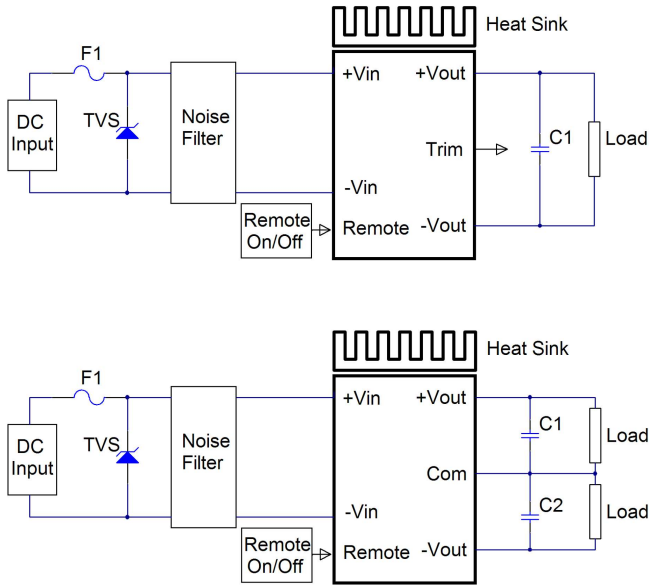 Heat Sink
F1
+Vin
+Vout
DC
Input
TVS
Noise
Filter
Trim
C1
Load
-Vin
Remote
On/Off
Remote
-Vout
Heat Sink
F1
+Vin
+Vout
DC
Input
TVS
Noise
Filter
C1
Load
Com
C2
Load
-Vin
Remote
On/Off
Remote
-Vout